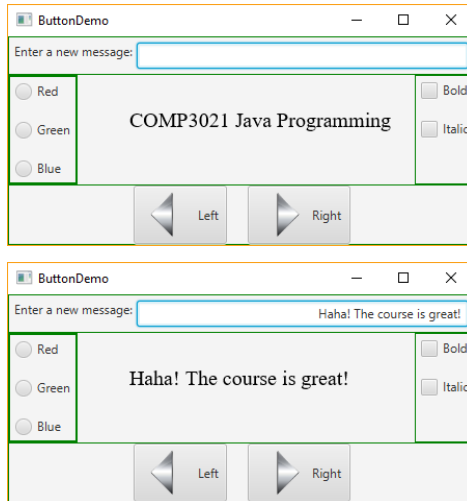 ButtonDemo
Enter a new message:
Red Bold
COMP3021 Java Programming
Green Italic
Blue
Left Right
ButtonDemo
Enter a new message: Haha! The course is great!
Red Bold
Haha! The course is great!
Green Italic
Blue
Left Right